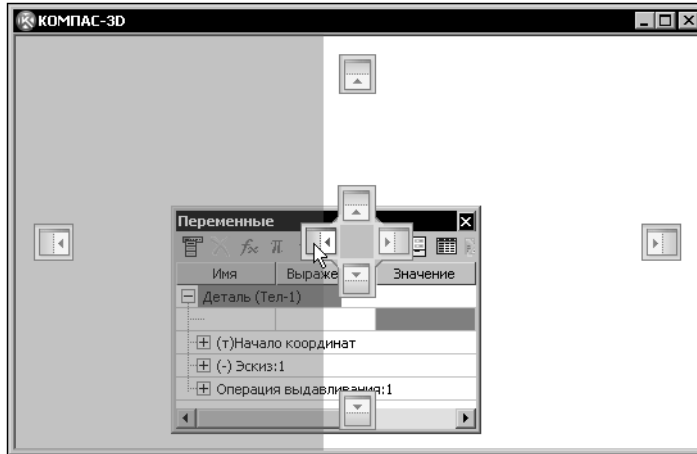 КОМПАС-3D
Переменные
Имя
Выраже
Значение
Деталь (Тел-1)
(т)Начало координат
(-) Эскиз:1
Операция выдавливания:1